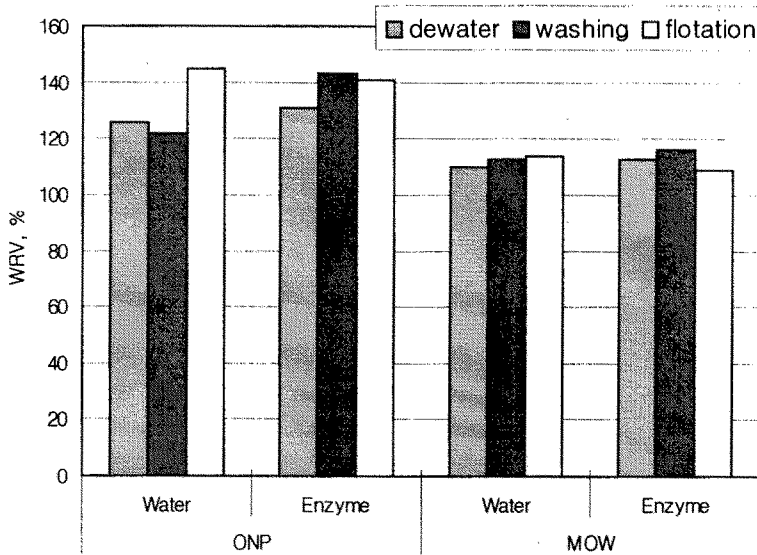 dewater washing flotation
160
140
120
100
80
60
40
20
0
WRV, %
Water Enzyme Water Enzyme
ONP MOW